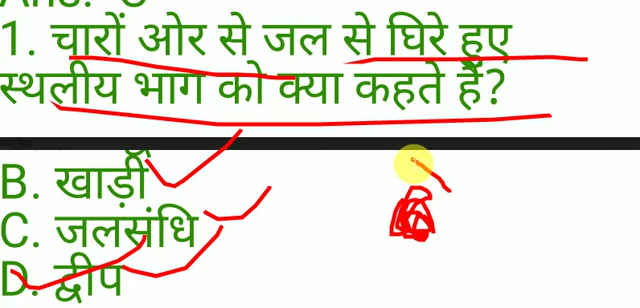 1. चारों ओर से जल से घिरे हुए
स्थलीय भाग को क्या कहते हैं?
B. खाड़ी
C. जलसंधि
D. द्वीप